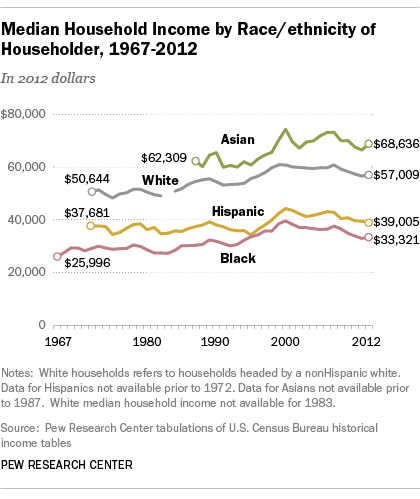 Median Household Income by Race/ethnicity of
Householder, 1967-2012
In 2012 dollars
$80,000
Asian
$68,636
$62,309
60,000
$50,644
White
$57,009
$37,681
Hispanic
40,000
$39,005
$33,321
$25,996
Black
20,000
0
1967 1980 1990 2000 2012
Notes: White households refers to households headed by a nonHispanic white.
Data for Hispanics not available prior to 1972. Data for Asians not available prior
to 1987. White median household income not available for 1983.
Source: Pew Research Center tabulations of U.S. Census Bureau historical
income tables
PEW RESEARCH CENTER